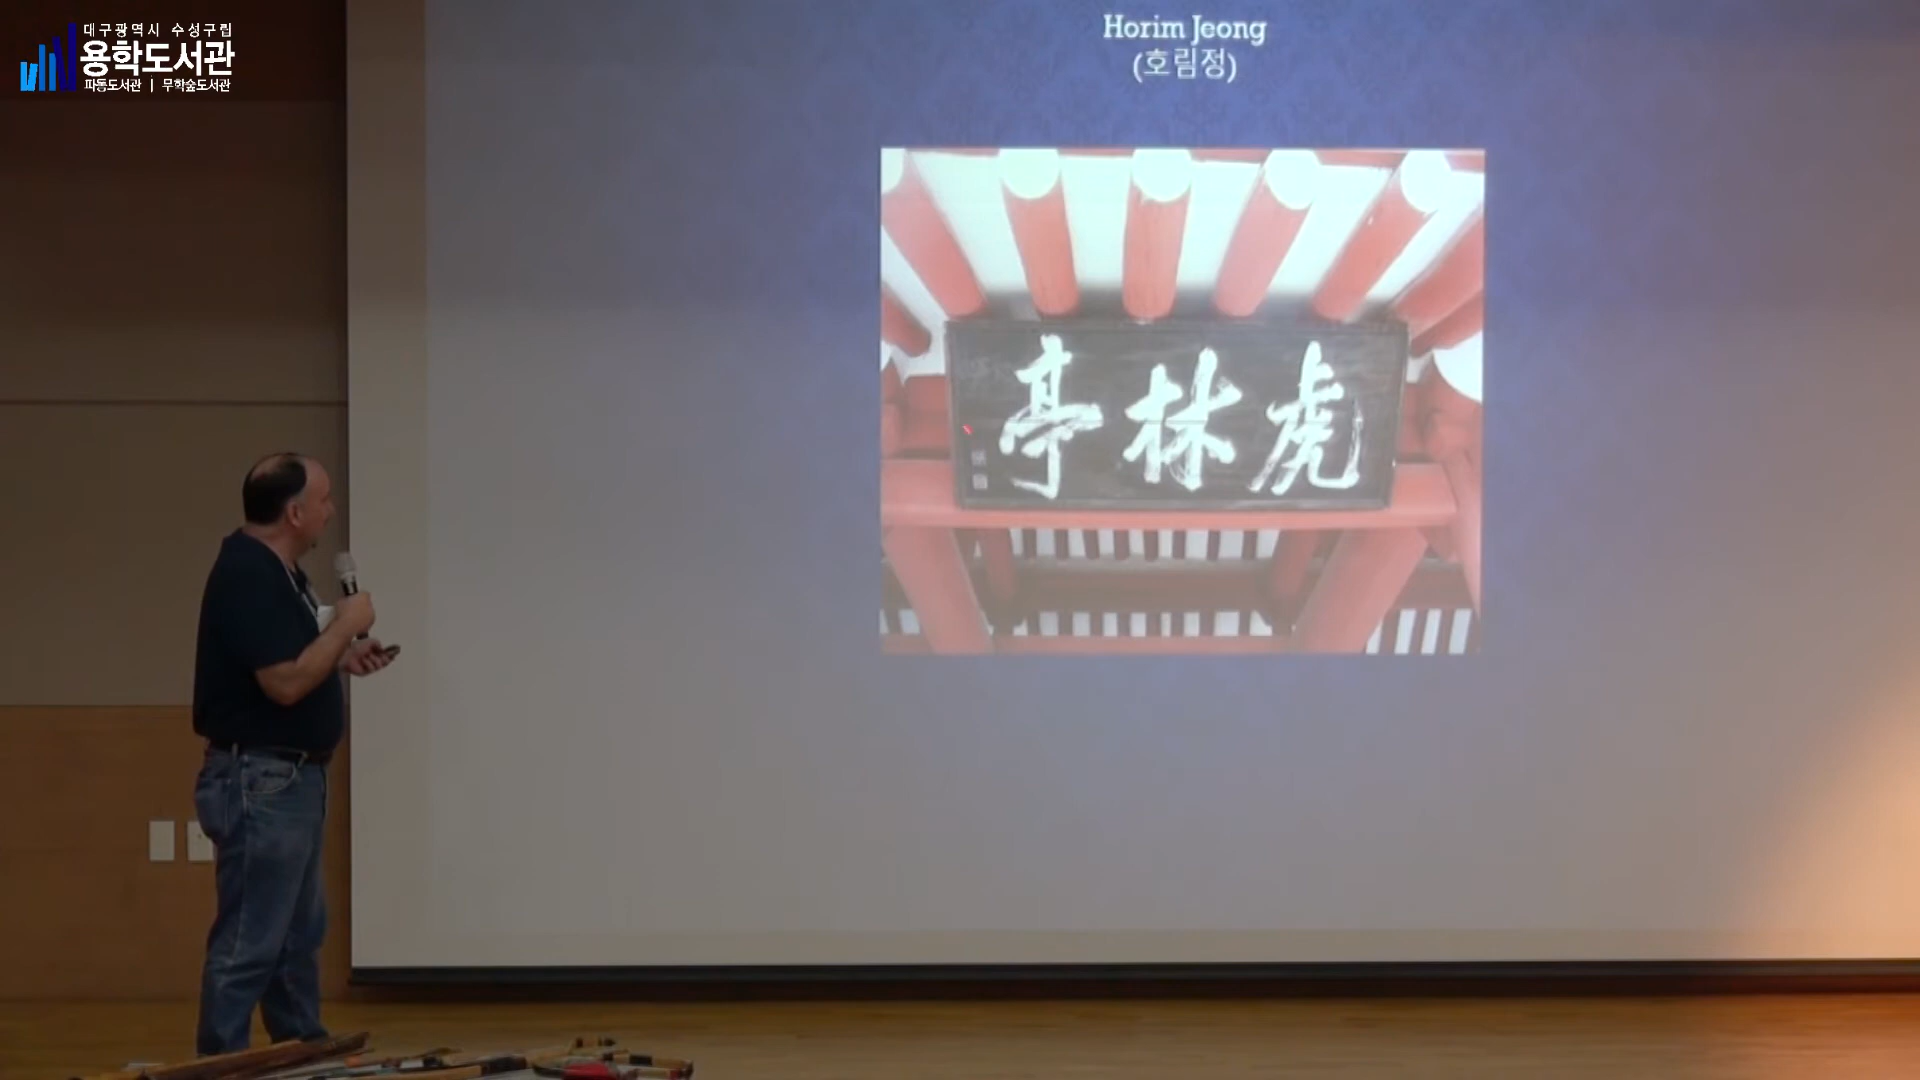 대구광역시 수성구립
용학도서관
파동도서관 | 무학숲도서관
Horim Jeong
(호림정)
亭林虎